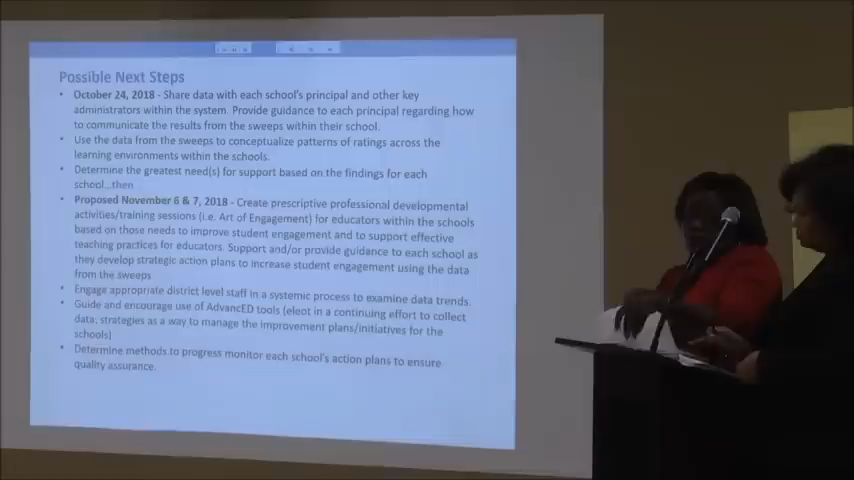 Possible Next Steps
• October 24, 2018 - Share data with each school's principal and other key
administrators within the system. Provide guidance to each principal regarding how
to communicate the results from the sweeps within their school.
• Use the data from the sweeps to conceptualize patterns of ratings across the
learning environments within the schools.
• Determine the greatest need(s) for support based on the findings for each
school...then
• Proposed November 6 & 7, 2018 - Create prescriptive professional developmental
activities/training sessions (i.e. Art of Engagement) for educators within the schools
based on those needs to improve student engagement and to support effective
teaching practices for educators. Support and/or provide guidance to each school as
they develop strategic action plans to increase student engagement using the data
from the sweeps
• Engage appropriate district level staff in a systemic process to examine data trends.
• Guide and encourage use of AdvancED tools (eleot in a continuing effort to collect
data; strategies as a way to manage the improvement plans/initiatives for the
schools)
• Determine methods to progress monitor each school's action plans to ensure
quality assurance.